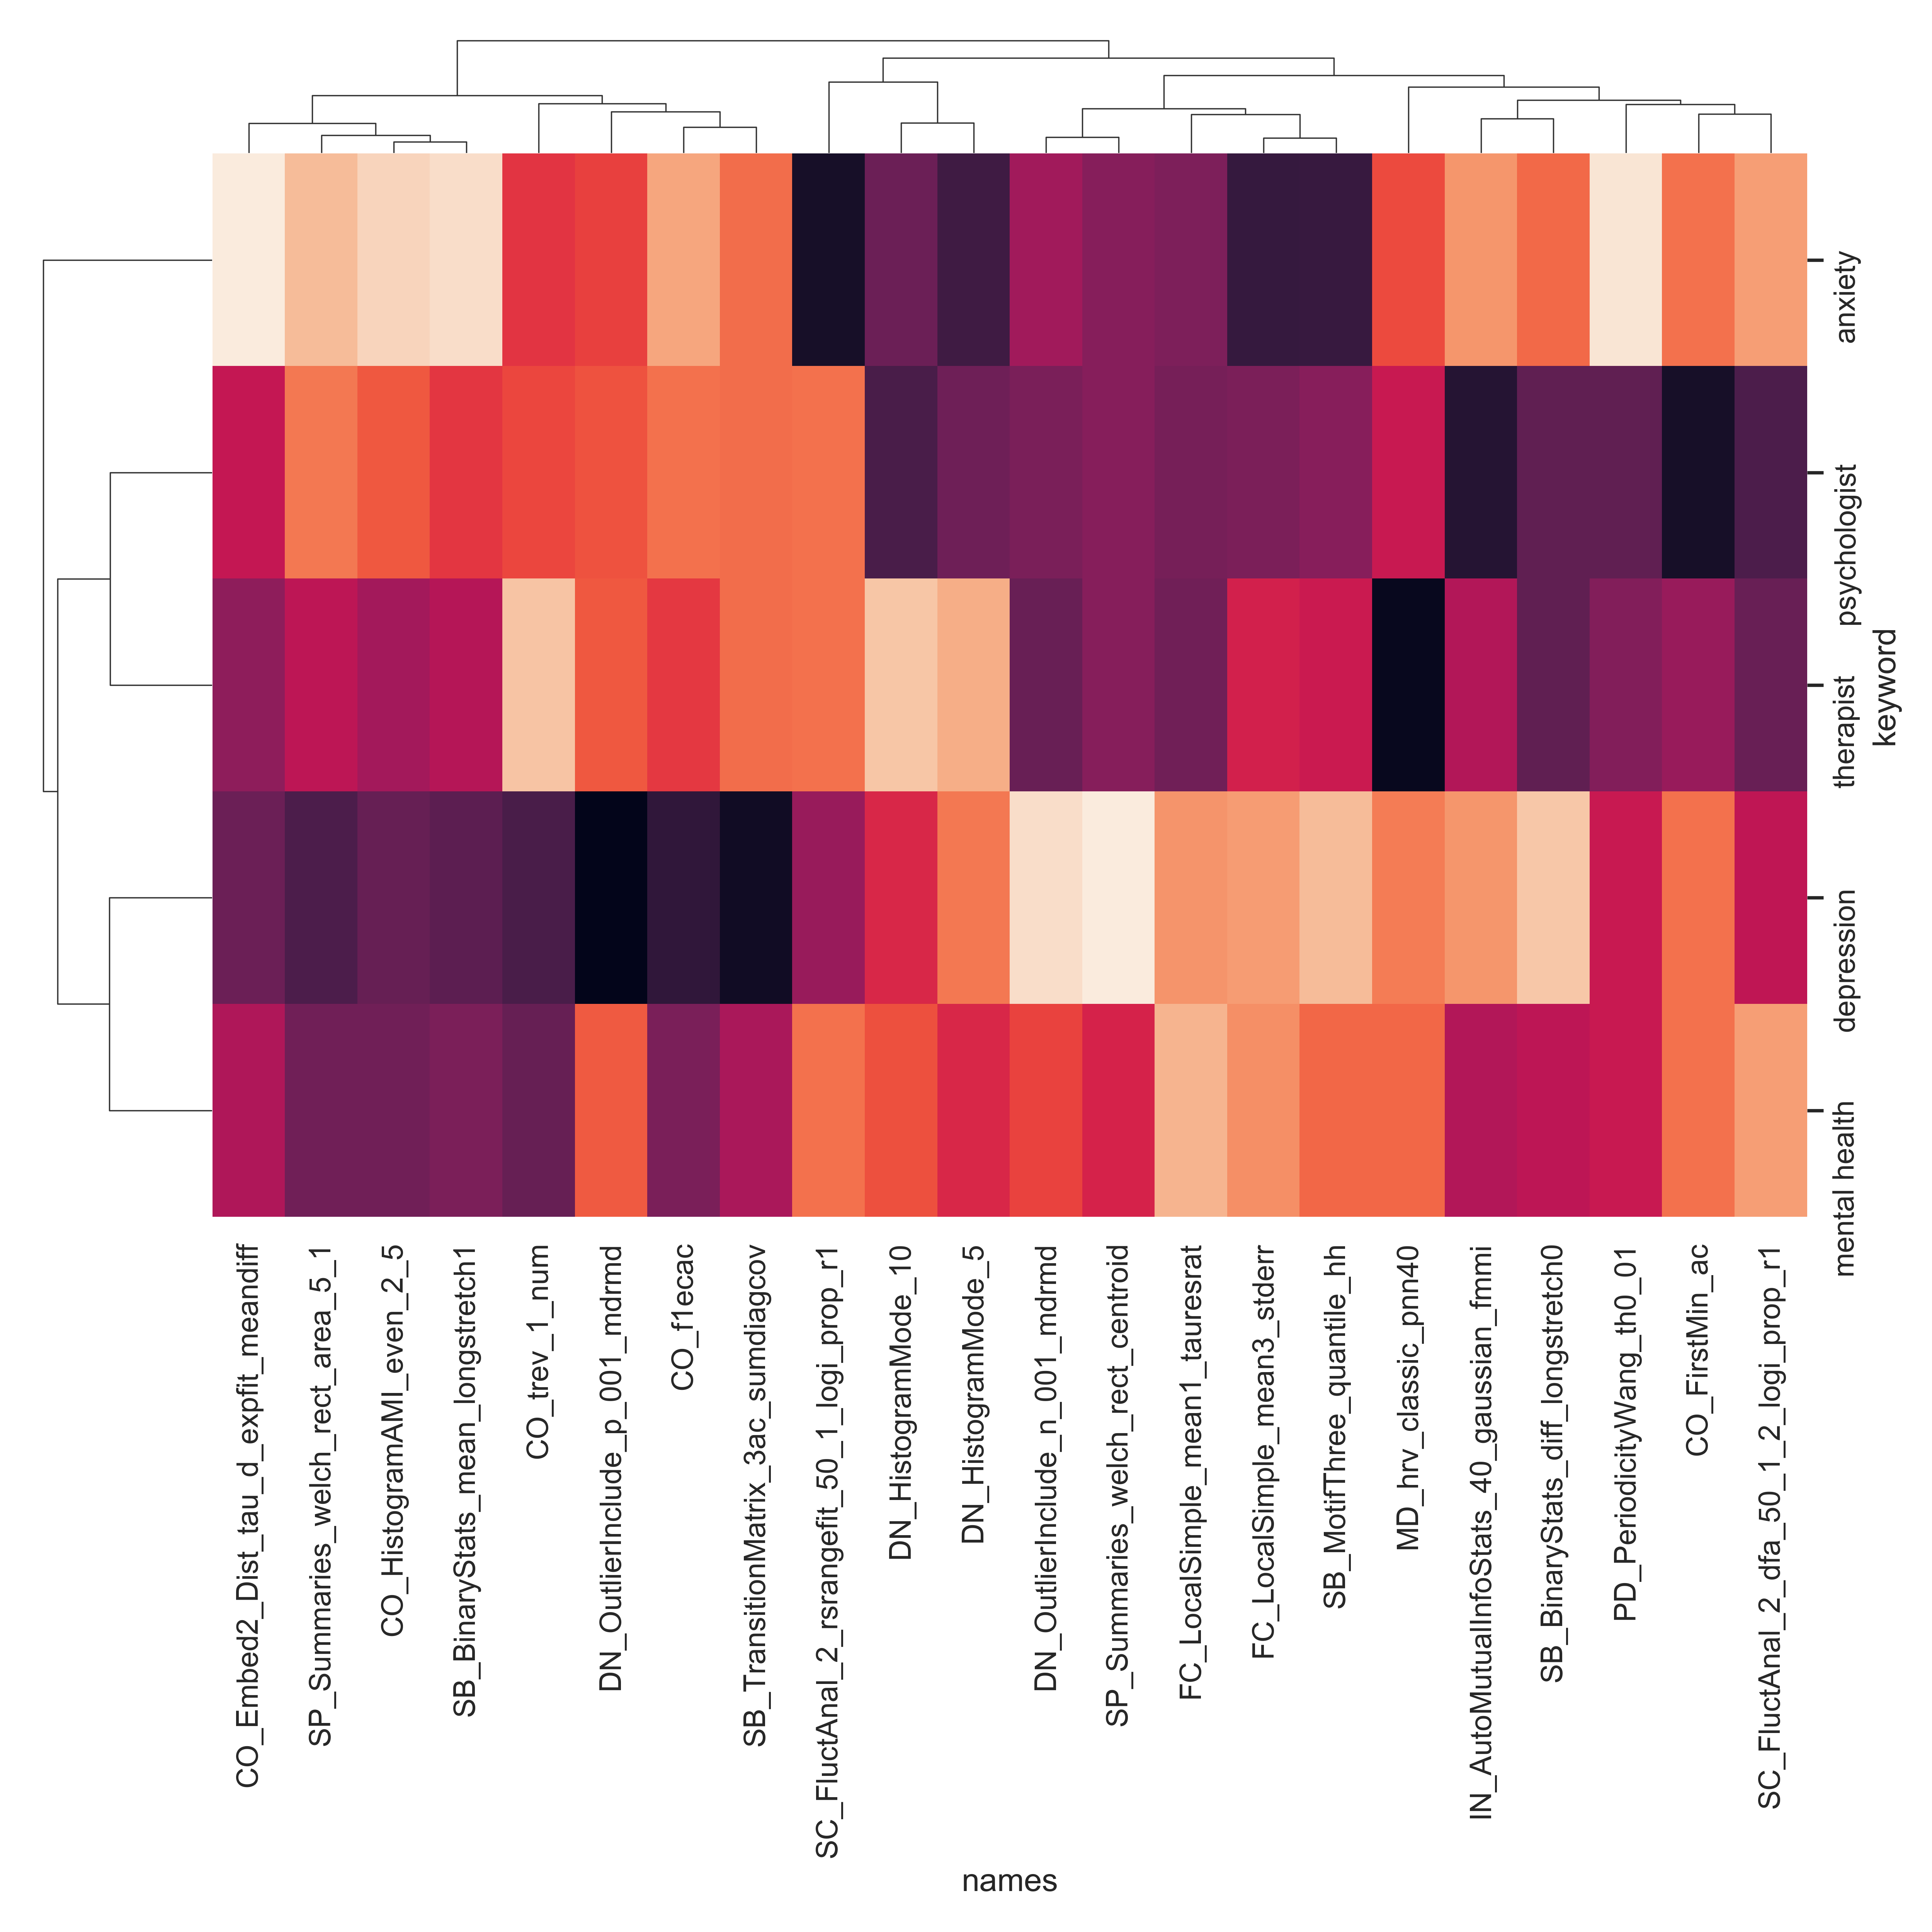 anxiety
psychologist
therapist
depression
mental health
keyword
CO_Embed2_Dist_tau_d_expfit_meandiff
SP_Summaries_welch_rect_area_5_1
CO_HistogramAMI_even_2_5
SB_BinaryStats_mean_longstretch1
CO_trev_1_num
DN_OutlierInclude_p_001_mdrmd
CO_f1ecac
SB_TransitionMatrix_3ac_sumdiagcov
SC_FluctAnal_2_rsrangefit_50_1_logi_prop_r1
DN_HistogramMode_10
DN_HistogramMode_5
DN_OutlierInclude_n_001_mdrmd
SP_Summaries_welch_rect_centroid
FC_LocalSimple_mean1_tauresrat
FC_LocalSimple_mean3_stderr
SB_MotifThree_quantile_hh
MD_hrv_classic_pnn40
IN_AutoMutualInfoStats_40_gaussian_fmmi
SB_BinaryStats_diff_longstretch0
PD_PeriodicityWang_th0_01
CO_FirstMin_ac
SC_FluctAnal_2_dfa_50_1_2_logi_prop_r1
names